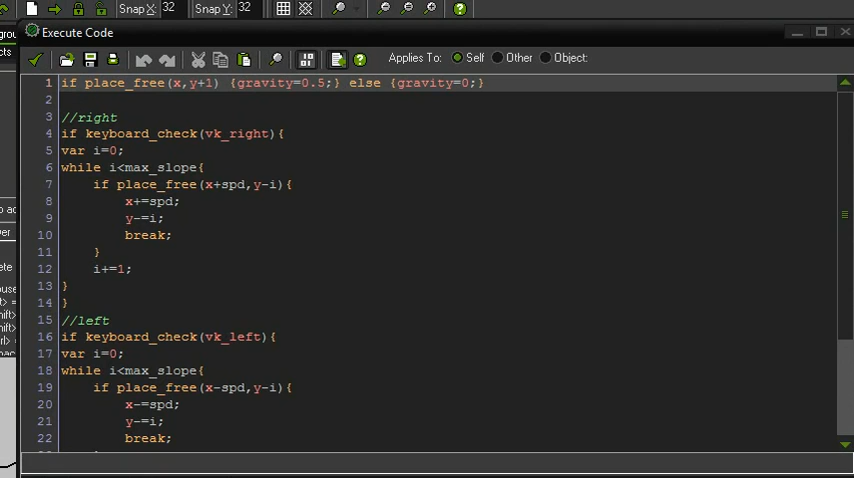 Snap X: 32 Snap Y: 32
Execute Code
Applies To: Self Other Object:
1 if place_free(x,y+1) {gravity=0.5;} else {gravity=0;}
2
3 //right
4 if keyboard_check(vk_right){
5 var i=0;
6 while i<max_slope{
7 if place_free(x+spd,y-i){
8 x+=spd;
9 y-=i;
10 break;
11 }
12 i+=1;
13 }
14 }
15 //left
16 if keyboard_check(vk_left){
17 var i=0;
18 while i<max_slope{
19 if place_free(x-spd,y-i){
20 x-=spd;
21 y-=i;
22 break;